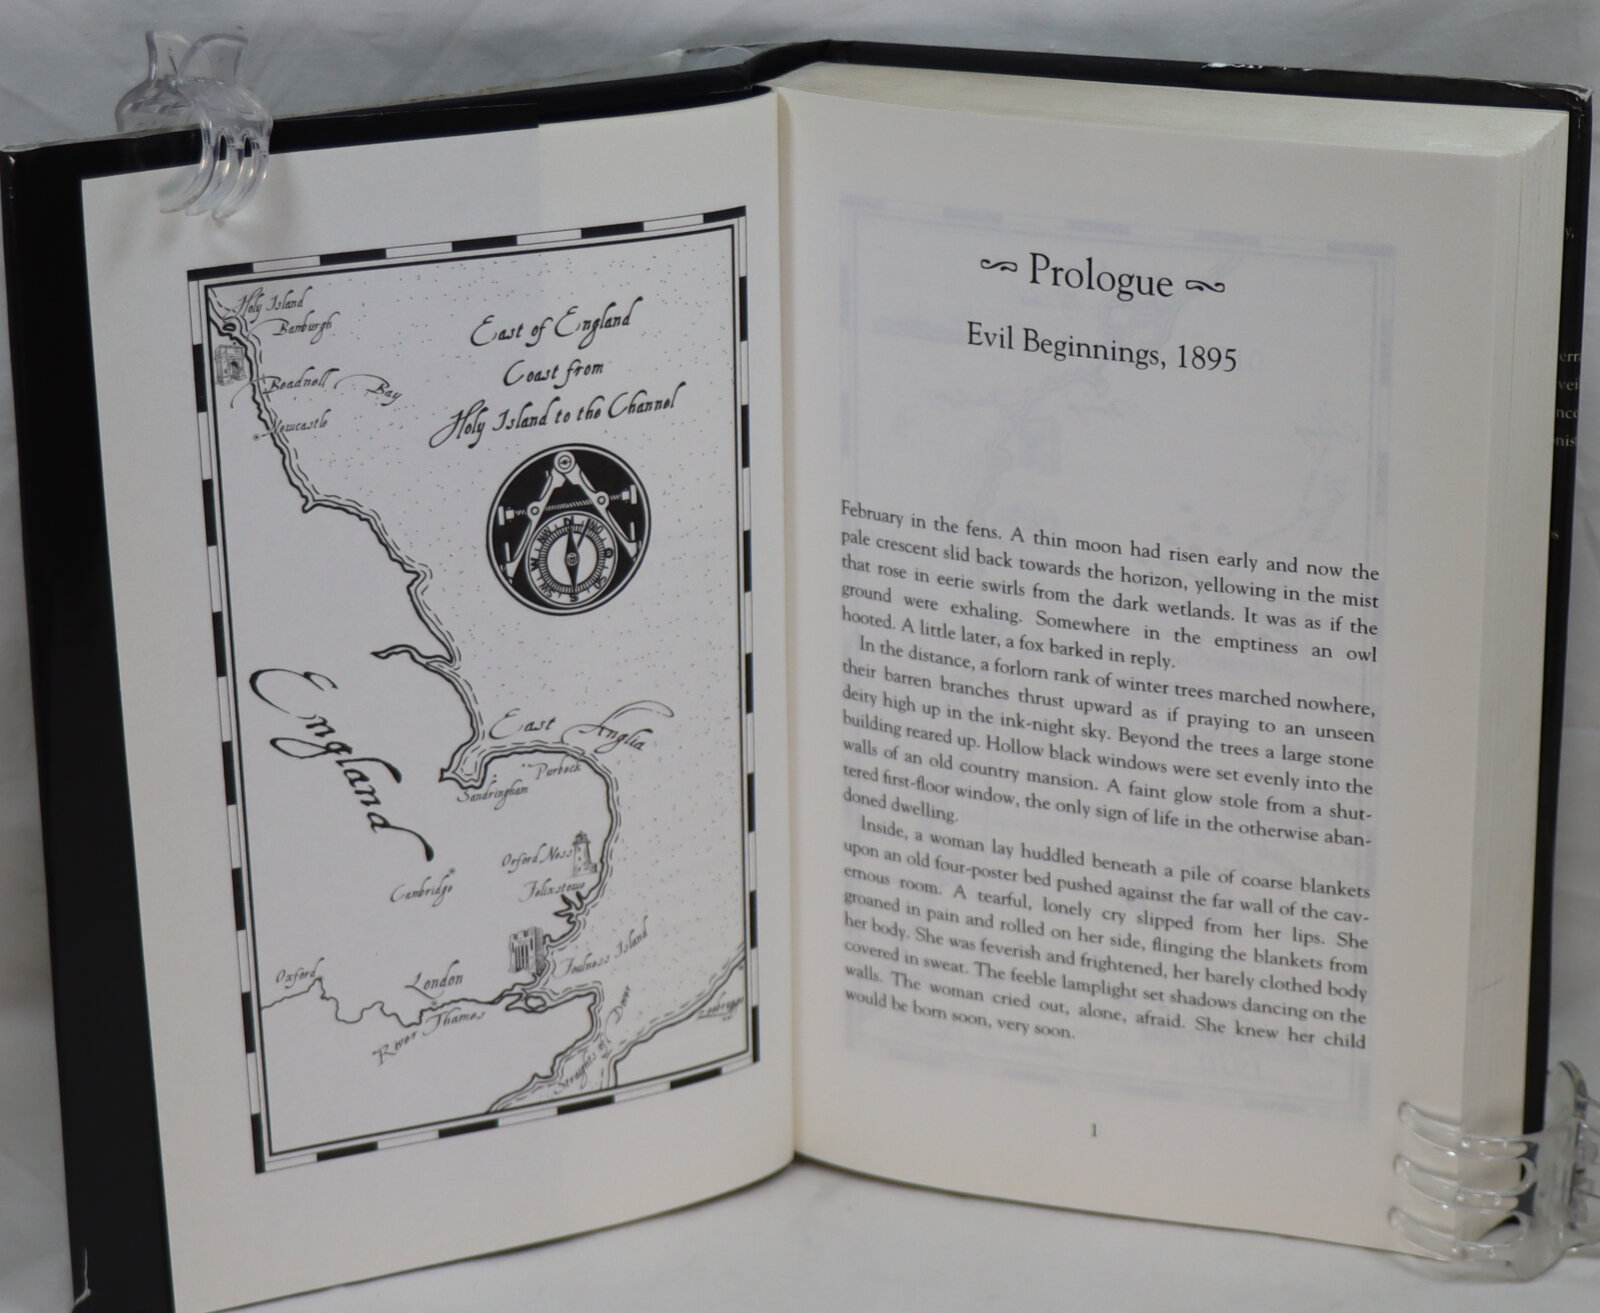 Holy Island
Banburgh
Beadnell Bay
Newcastle
East of England
Coast from
Holy Island to the Channel
N
W
S
England
East Anglia
Purbeck
Sandringham
Orford Ness
Felixstowe
Cambridge
Foulness Island
Oxford
London
River Thames
Straights of Dover
Zeebrugge
Prologue
Evil Beginnings, 1895
February in the fens. A thin moon had risen early and now the
pale crescent slid back towards the horizon, yellowing in the mist
that rose in eerie swirls from the dark wetlands. It was as if the
ground were exhaling. Somewhere in the emptiness an owl
hooted. A little later, a fox barked in reply.
In the distance, a forlorn rank of winter trees marched nowhere,
their barren branches thrust upward as if praying to an unseen
deity high up in the ink-night sky. Beyond the trees a large stone
building reared up. Hollow black windows were set evenly into the
walls of an old country mansion. A faint glow stole from a shut-
tered first-floor window, the only sign of life in the otherwise aban-
doned dwelling.
Inside, a woman lay huddled beneath a pile of coarse blankets
upon an old four-poster bed pushed against the far wall of the cav-
ernous room. A tearful, lonely cry slipped from her lips. She
groaned in pain and rolled on her side, flinging the blankets from
her body. She was feverish and frightened, her barely clothed body
covered in sweat. The feeble lamplight set shadows dancing on the
walls. The woman cried out, alone, afraid. She knew her child
would be born soon, very soon.
1